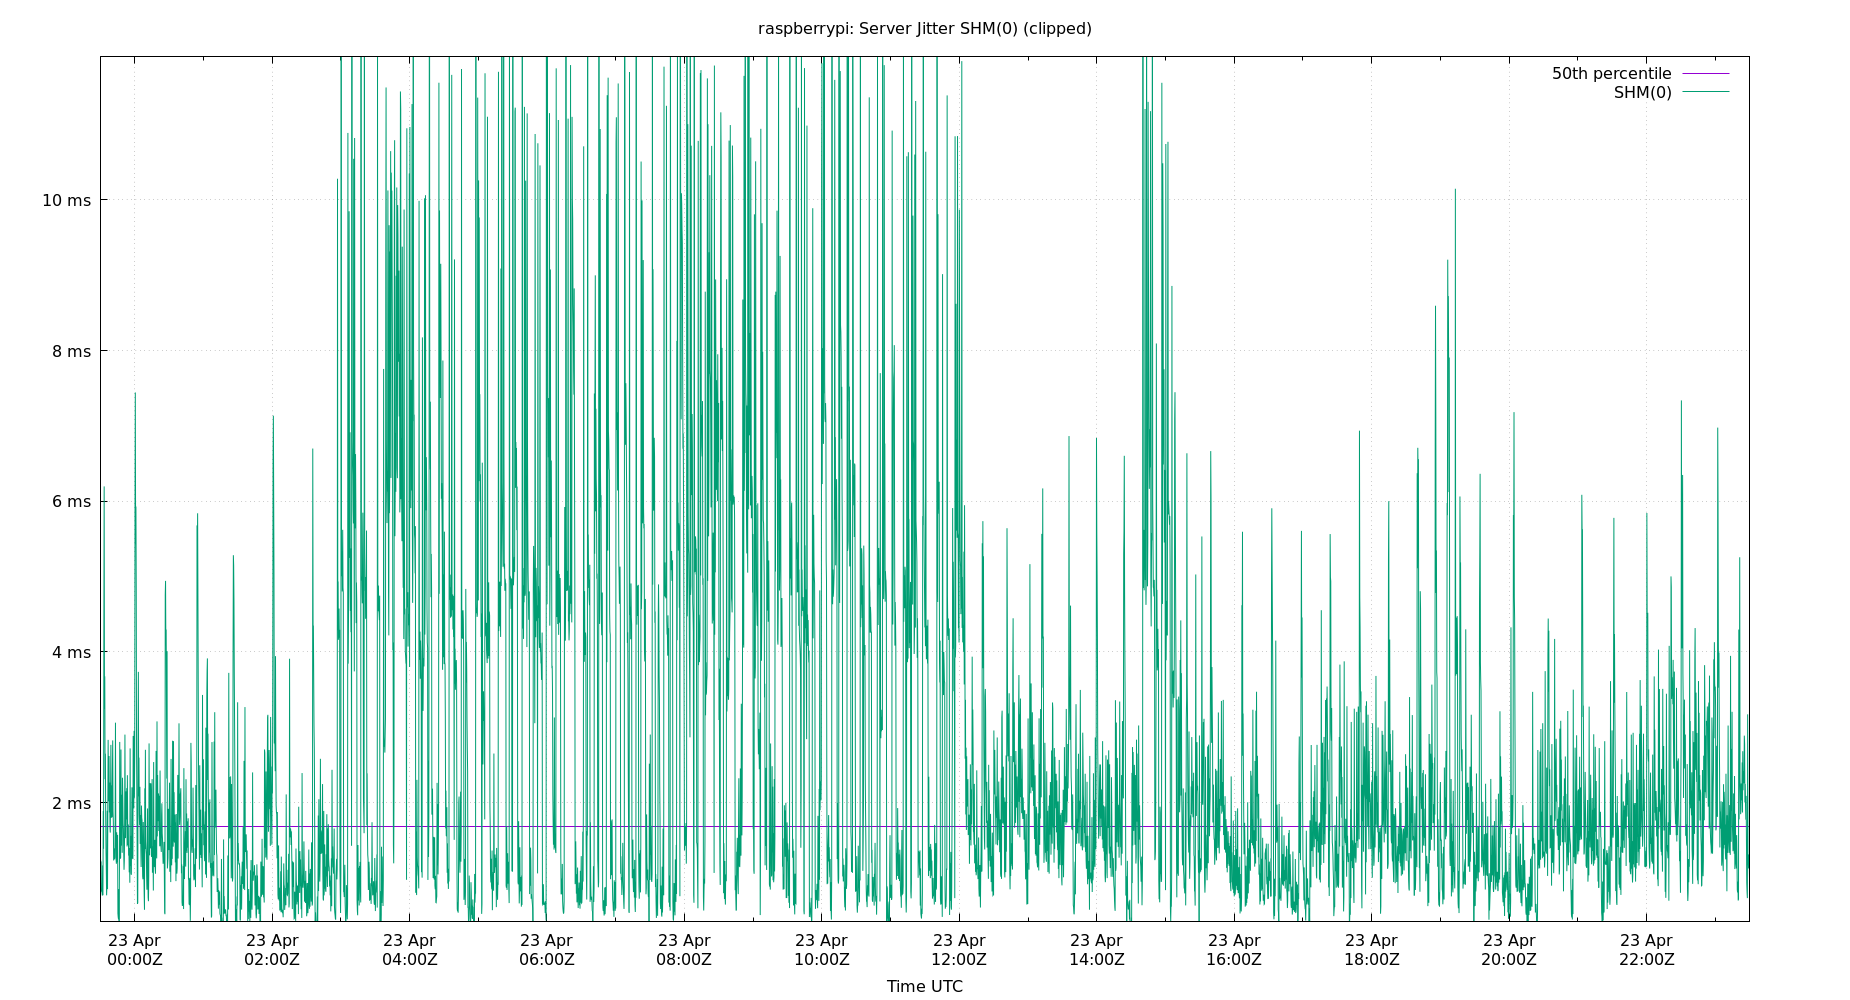 raspberrypi: Server Jitter SHM(0) (clipped)
50th percentile
SHM(0)
10 ms
8 ms
6 ms
4 ms
2 ms
23 Apr 23 Apr 23 Apr 23 Apr 23 Apr 23 Apr 23 Apr 23 Apr 23 Apr 23 Apr 23 Apr 23 Apr
00:00Z 02:00Z 04:00Z 06:00Z 08:00Z 10:00Z 12:00Z 14:00Z 16:00Z 18:00Z 20:00Z 22:00Z
Time UTC